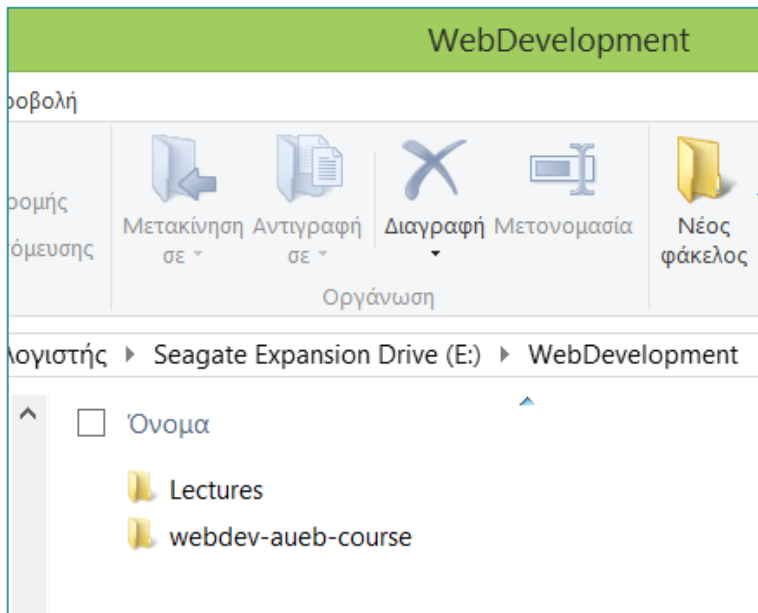 WebDevelopment
ροβολή
ρομής
όμευσης
Μετακίνηση σε
Αντιγραφή σε
Διαγραφή
Μετονομασία
Νέος φάκελος
Οργάνωση
λογιστής
Seagate Expansion Drive (E:)
WebDevelopment
Όνομα
Lectures
webdev-aueb-course